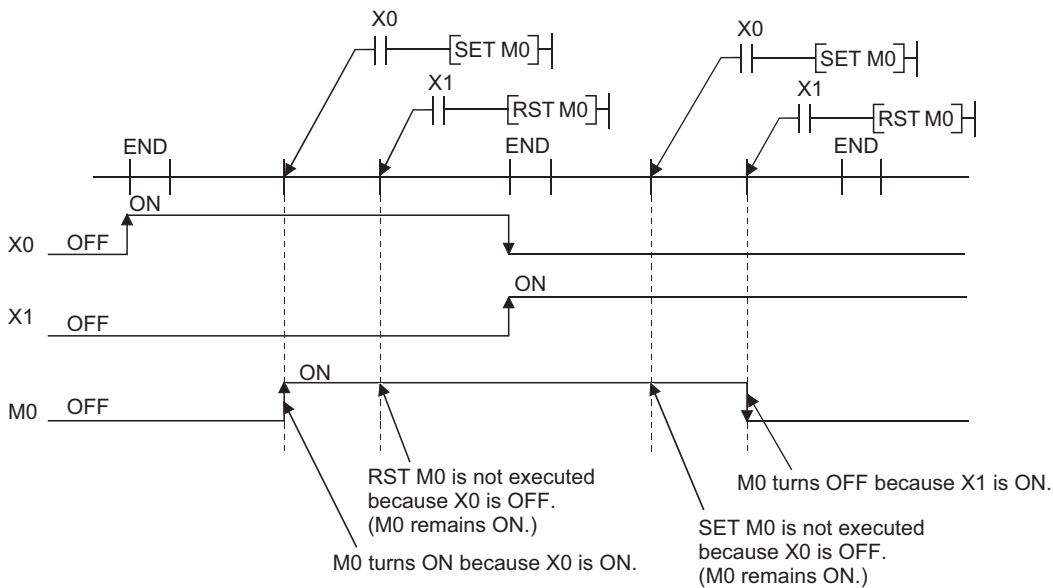 X0
SET M0
X1
RST M0
X0
SET M0
X1
RST M0
END
END
END
ON
X0 OFF
ON
X1 OFF
ON
M0 OFF
RST M0 is not executed
because X0 is OFF.
(M0 remains ON.)
M0 turns ON because X0 is ON.
M0 turns OFF because X1 is ON.
SET M0 is not executed
because X0 is OFF.
(M0 remains ON.)